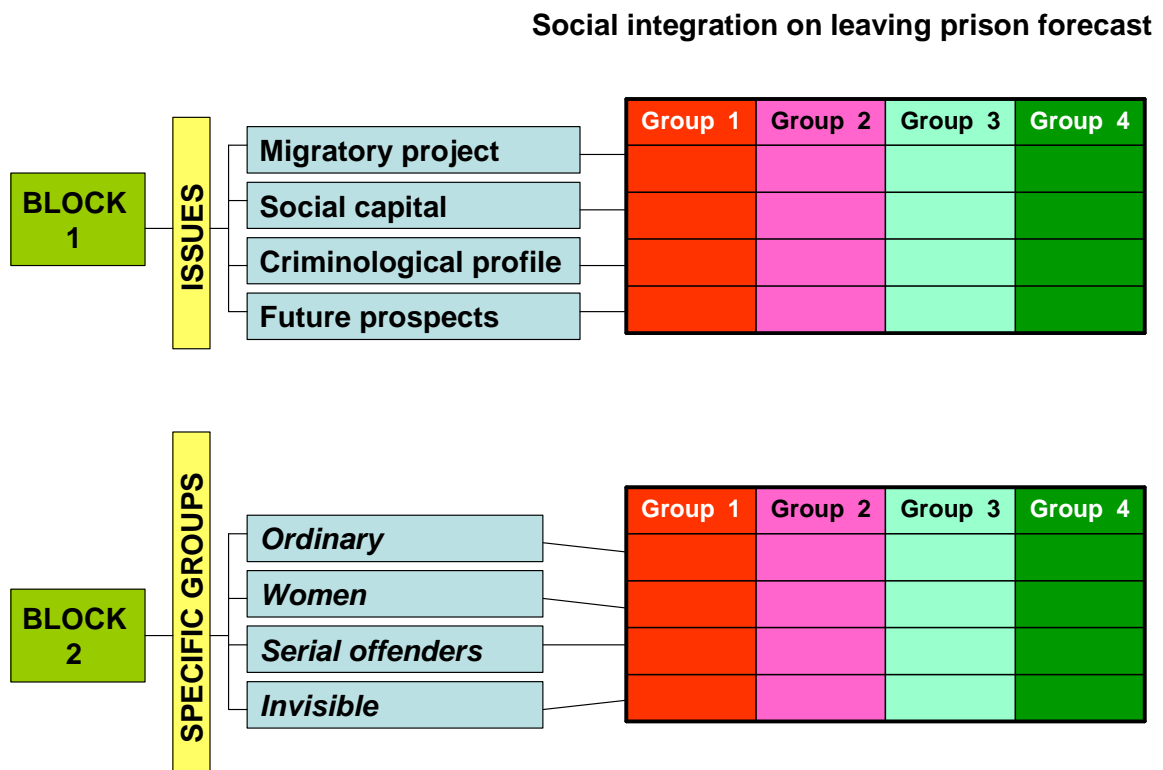 Social integration on leaving prison forecast
BLOCK
1
ISSUES
Migratory project
Social capital
Criminological profile
Future prospects
Group 1 Group 2 Group 3 Group 4
BLOCK
2
SPECIFIC GROUPS
Ordinary
Women
Serial offenders
Invisible
Group 1 Group 2 Group 3 Group 4